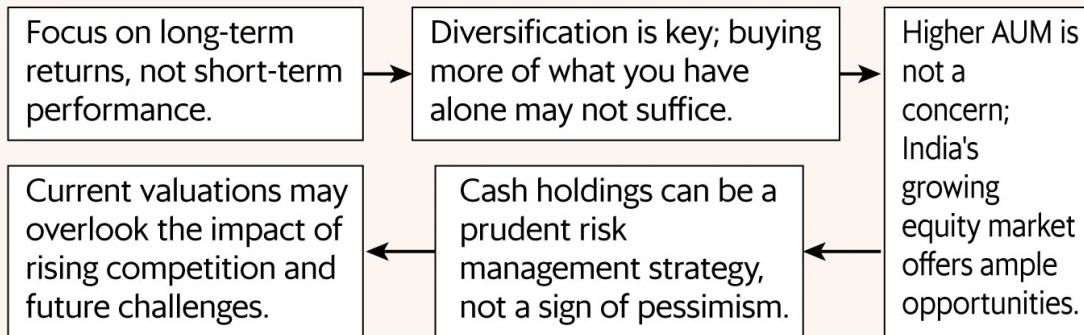 Focus on long-term
returns, not short-term
performance.
Diversification is key; buying
more of what you have
alone may not suffice.
Higher AUM is
not a
concern;
India's
growing
equity market
offers ample
opportunities.
Cash holdings can be a
prudent risk
management strategy,
not a sign of pessimism.
Current valuations may
overlook the impact of
rising competition and
future challenges.